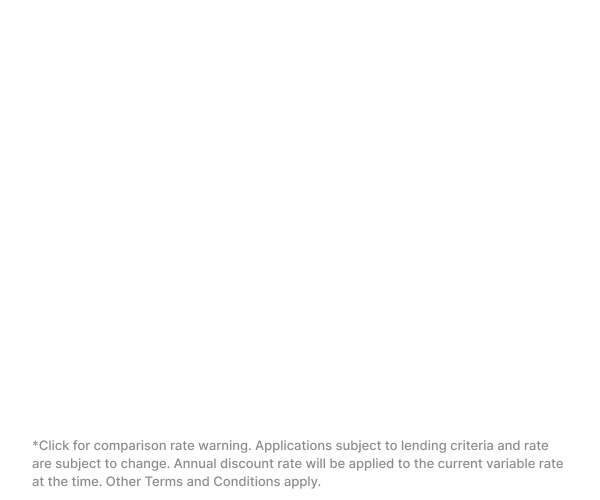 *Click for comparison rate warning. Applications subject to lending criteria and rate
are subject to change. Annual discount rate will be applied to the current variable rate
at the time. Other Terms and Conditions apply.